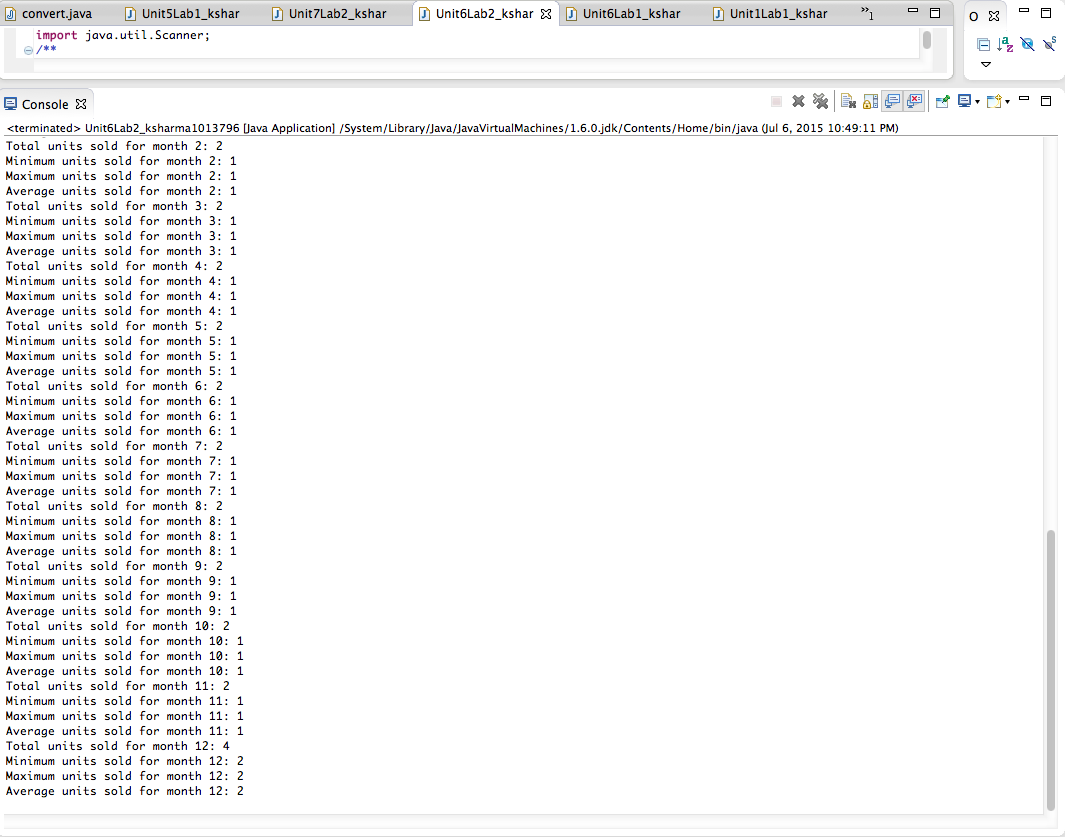 convert.java Unit5Lab1_kshar Unit7Lab2_kshar Unit6Lab2_kshar Unit6Lab1_kshar Unit1Lab1_kshar »1 O
import java.util.Scanner;
/**
Console
<terminated> Unit6Lab2_ksharma1013796 [Java Application] /System/Library/Java/JavaVirtualMachines/1.6.0.jdk/Contents/Home/bin/java (Jul 6, 2015 10:49:11 PM)
Total units sold for month 2: 2
Minimum units sold for month 2: 1
Maximum units sold for month 2: 1
Average units sold for month 2: 1
Total units sold for month 3: 2
Minimum units sold for month 3: 1
Maximum units sold for month 3: 1
Average units sold for month 3: 1
Total units sold for month 4: 2
Minimum units sold for month 4: 1
Maximum units sold for month 4: 1
Average units sold for month 4: 1
Total units sold for month 5: 2
Minimum units sold for month 5: 1
Maximum units sold for month 5: 1
Average units sold for month 5: 1
Total units sold for month 6: 2
Minimum units sold for month 6: 1
Maximum units sold for month 6: 1
Average units sold for month 6: 1
Total units sold for month 7: 2
Minimum units sold for month 7: 1
Maximum units sold for month 7: 1
Average units sold for month 7: 1
Total units sold for month 8: 2
Minimum units sold for month 8: 1
Maximum units sold for month 8: 1
Average units sold for month 8: 1
Total units sold for month 9: 2
Minimum units sold for month 9: 1
Maximum units sold for month 9: 1
Average units sold for month 9: 1
Total units sold for month 10: 2
Minimum units sold for month 10: 1
Maximum units sold for month 10: 1
Average units sold for month 10: 1
Total units sold for month 11: 2
Minimum units sold for month 11: 1
Maximum units sold for month 11: 1
Average units sold for month 11: 1
Total units sold for month 12: 4
Minimum units sold for month 12: 2
Maximum units sold for month 12: 2
Average units sold for month 12: 2